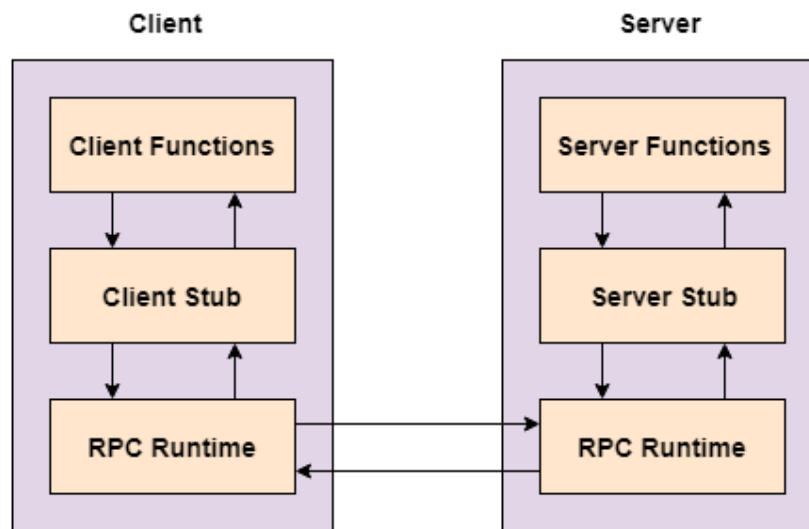 Client
Server
Client Functions
Server Functions
Client Stub
Server Stub
RPC Runtime
RPC Runtime